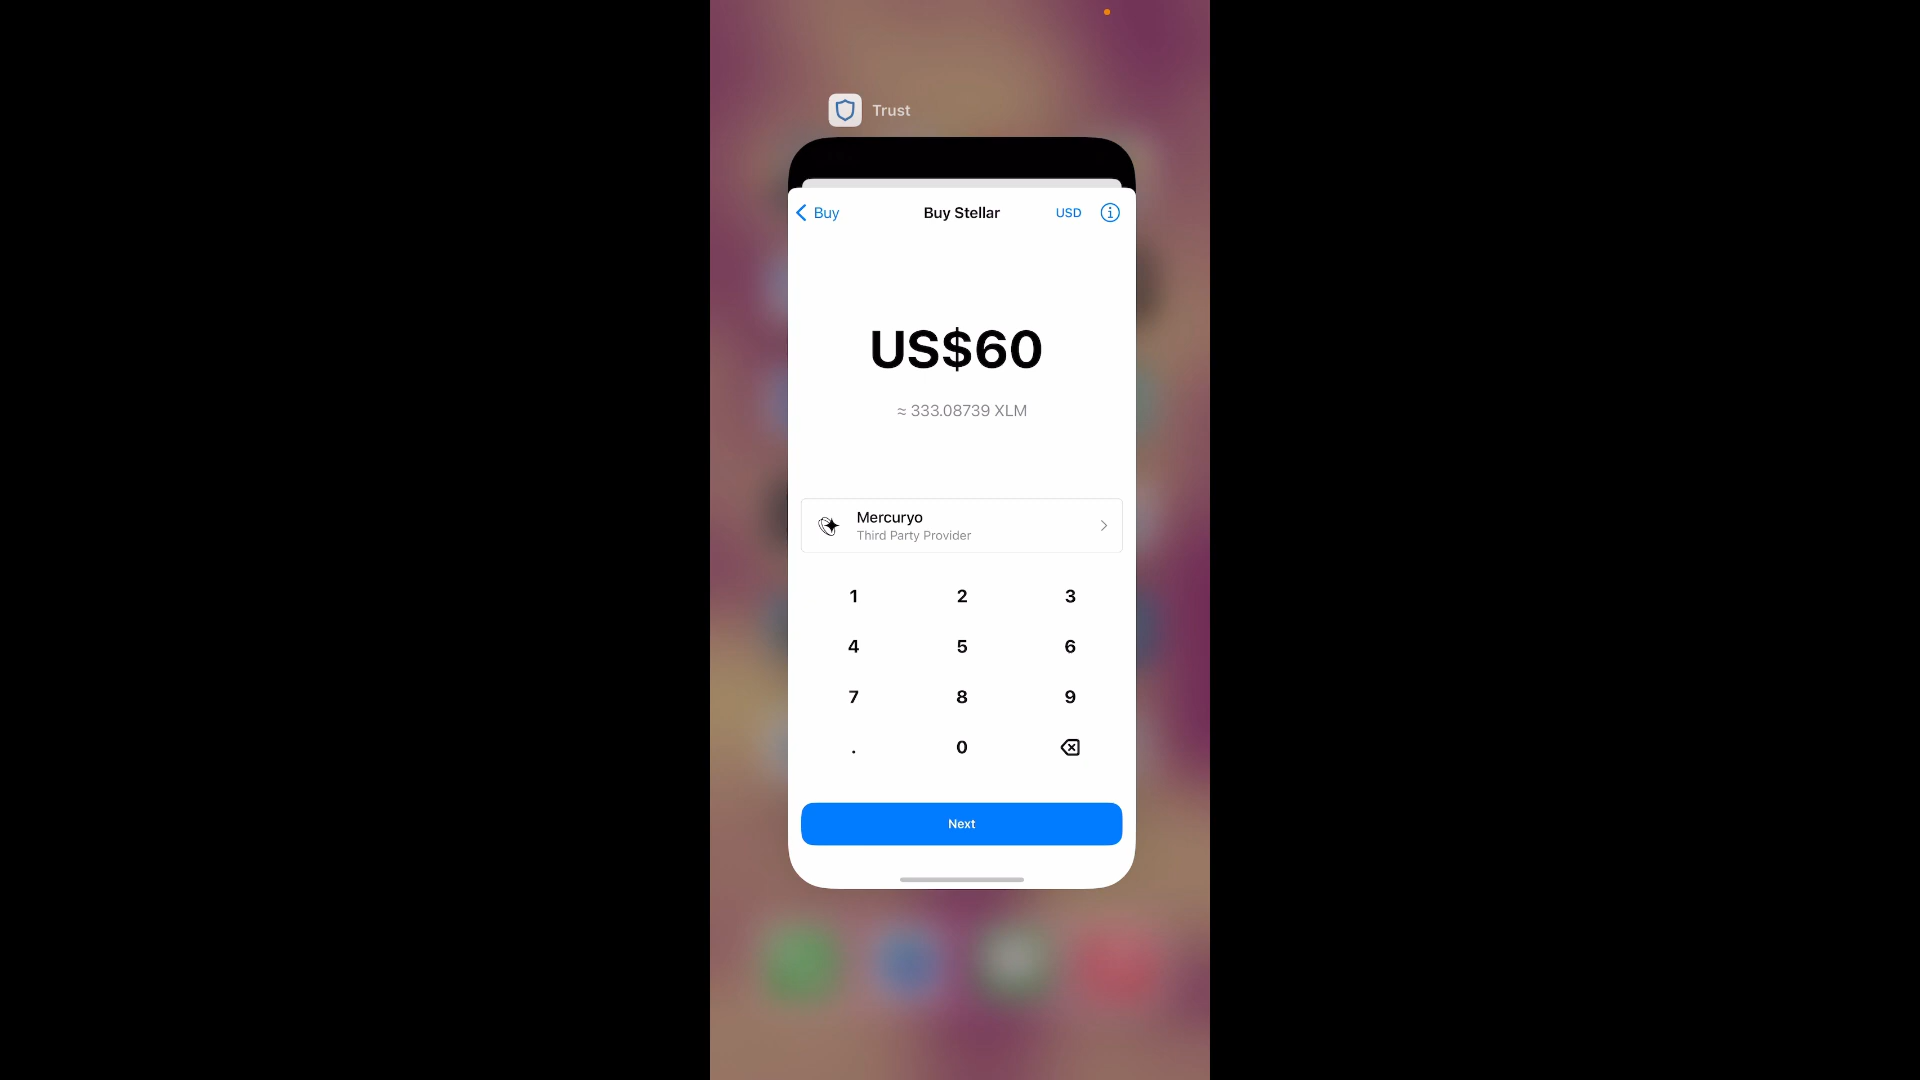 Trust
Buy
Buy Stellar
USD
US$60
≈ 333.08739 XLM
Mercuryo
Third Party Provider
1 2 3
4 5 6
7 8 9
. 0
Next